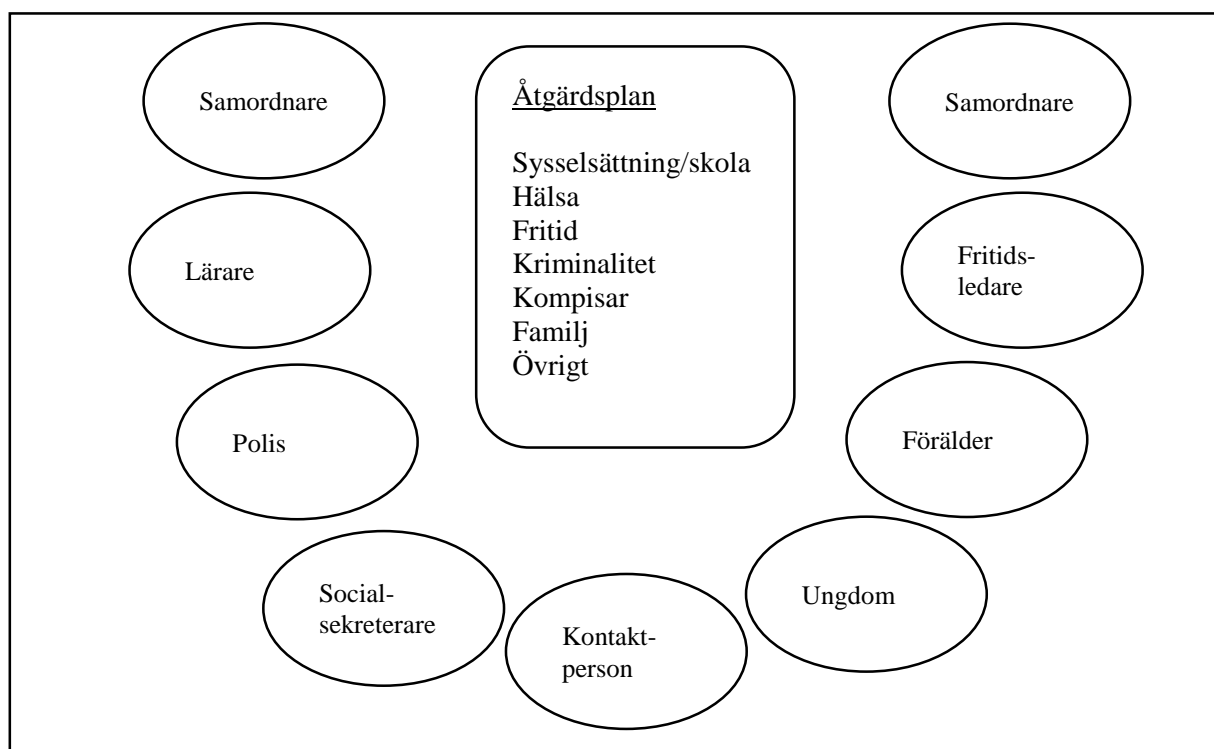 Samordnare
Åtgärdsplan
Sysselsättning/skola
Hälsa
Fritid
Kriminalitet
Kompisar
Familj
Övrigt
Samordnare
Lärare
Fritids-
ledare
Polis
Förälder
Social-
sekreterare
Kontakt-
person
Ungdom